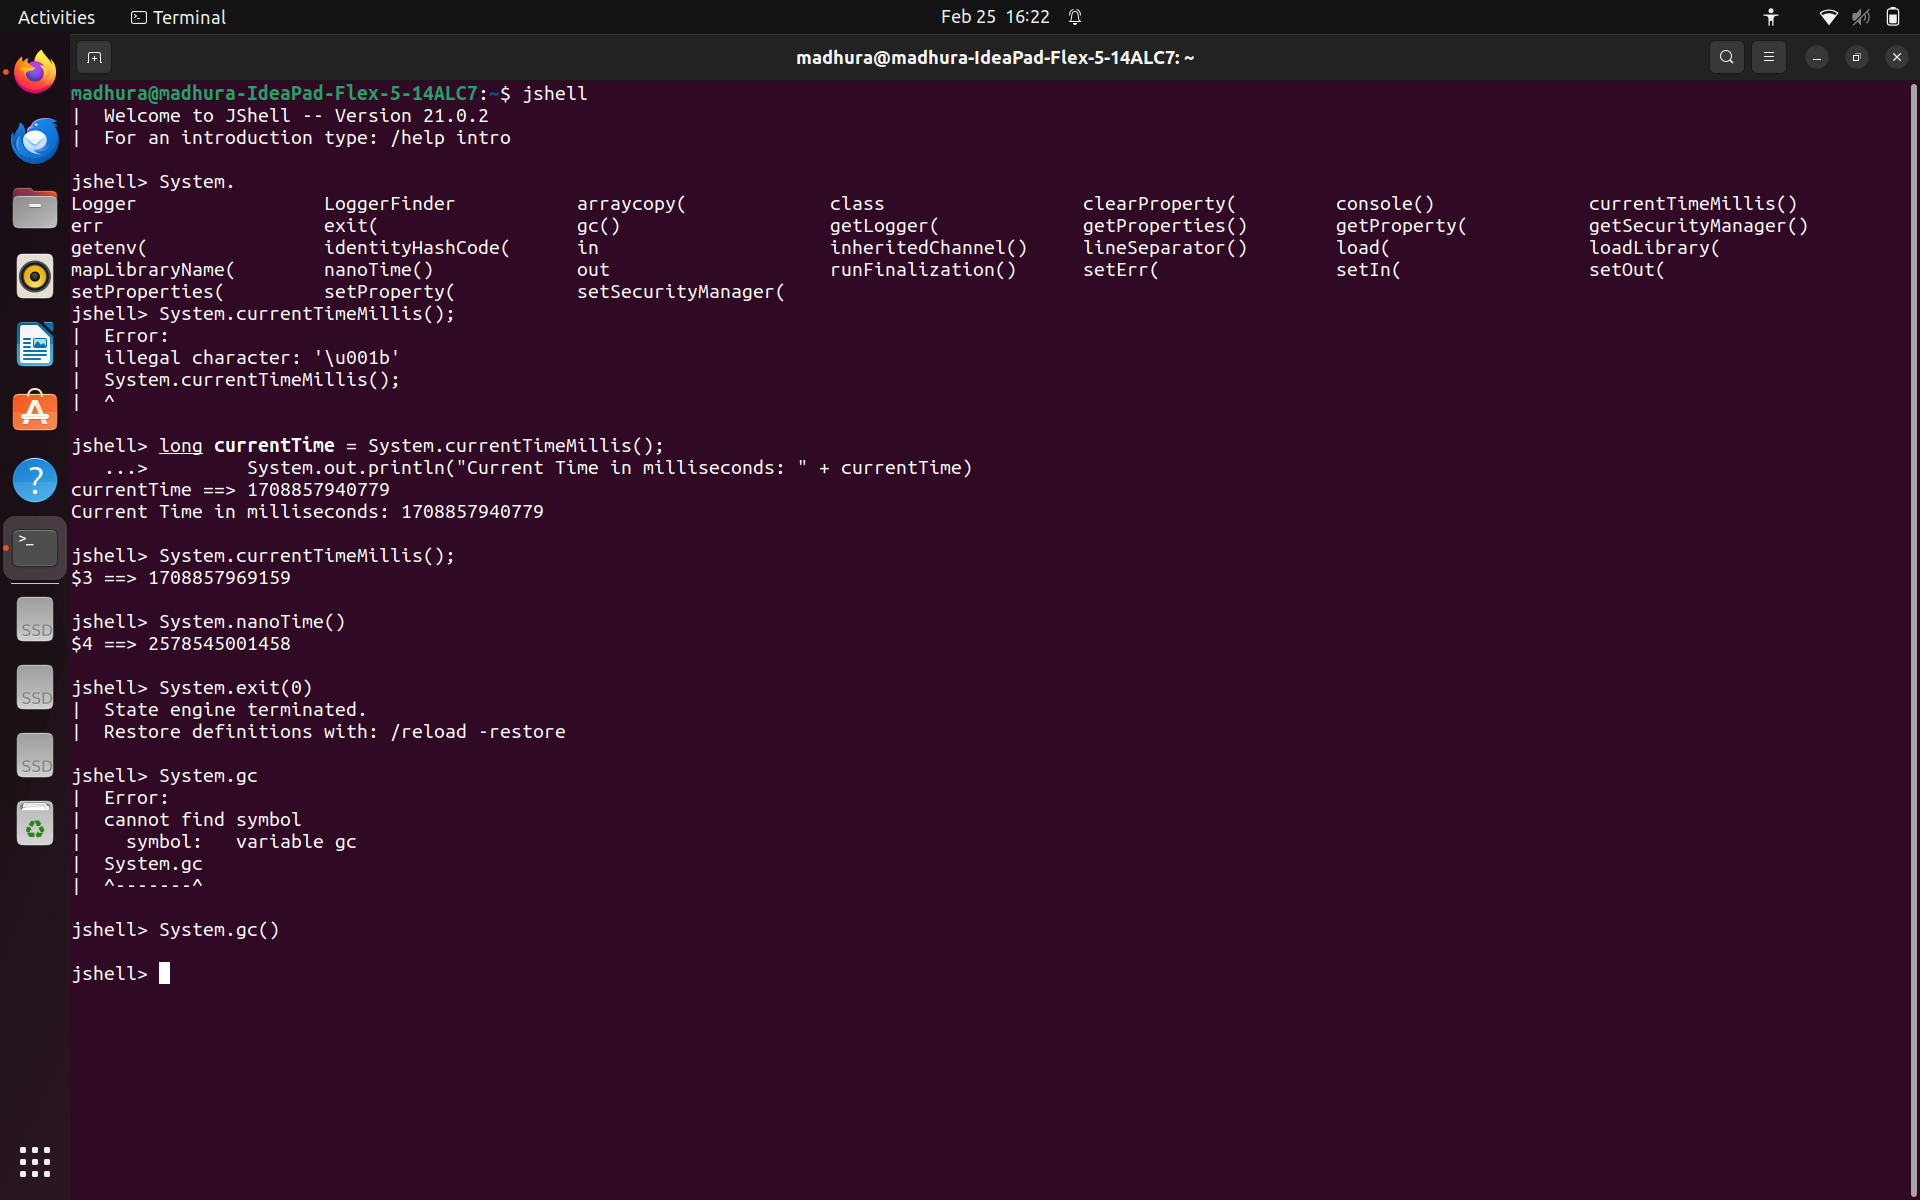 Activities
Terminal
Feb 25 16:22
madhura@madhura-IdeaPad-Flex-5-14ALC7: ~
madhura@madhura-IdeaPad-Flex-5-14ALC7:~$ jshell
|  Welcome to JShell -- Version 21.0.2
|  For an introduction type: /help intro
jshell> System.
Logger LoggerFinder arraycopy( class clearProperty( console() currentTimeMillis()
err exit( gc() getLogger( getProperties() getProperty( getSecurityManager()
getenv( identityHashCode( in inheritedChannel() lineSeparator() load( loadLibrary(
mapLibraryName( nanoTime() out runFinalization() setErr( setIn( setOut(
setProperties( setProperty( setSecurityManager(
jshell> System.currentTimeMillis();
|  Error:
|  illegal character: '\u001b'
|  System.currentTimeMillis();
|  ^
jshell> long currentTime = System.currentTimeMillis();
   ...>         System.out.println("Current Time in milliseconds: " + currentTime)
currentTime ==> 1708857940779
Current Time in milliseconds: 1708857940779
jshell> System.currentTimeMillis();
$3 ==> 1708857969159
jshell> System.nanoTime()
$4 ==> 2578545001458
jshell> System.exit(0)
|  State engine terminated.
|  Restore definitions with: /reload -restore
jshell> System.gc
|  Error:
|  cannot find symbol
|    symbol:   variable gc
|  System.gc
|  ^-------^
jshell> System.gc()
jshell>
SSD
SSD
SSD